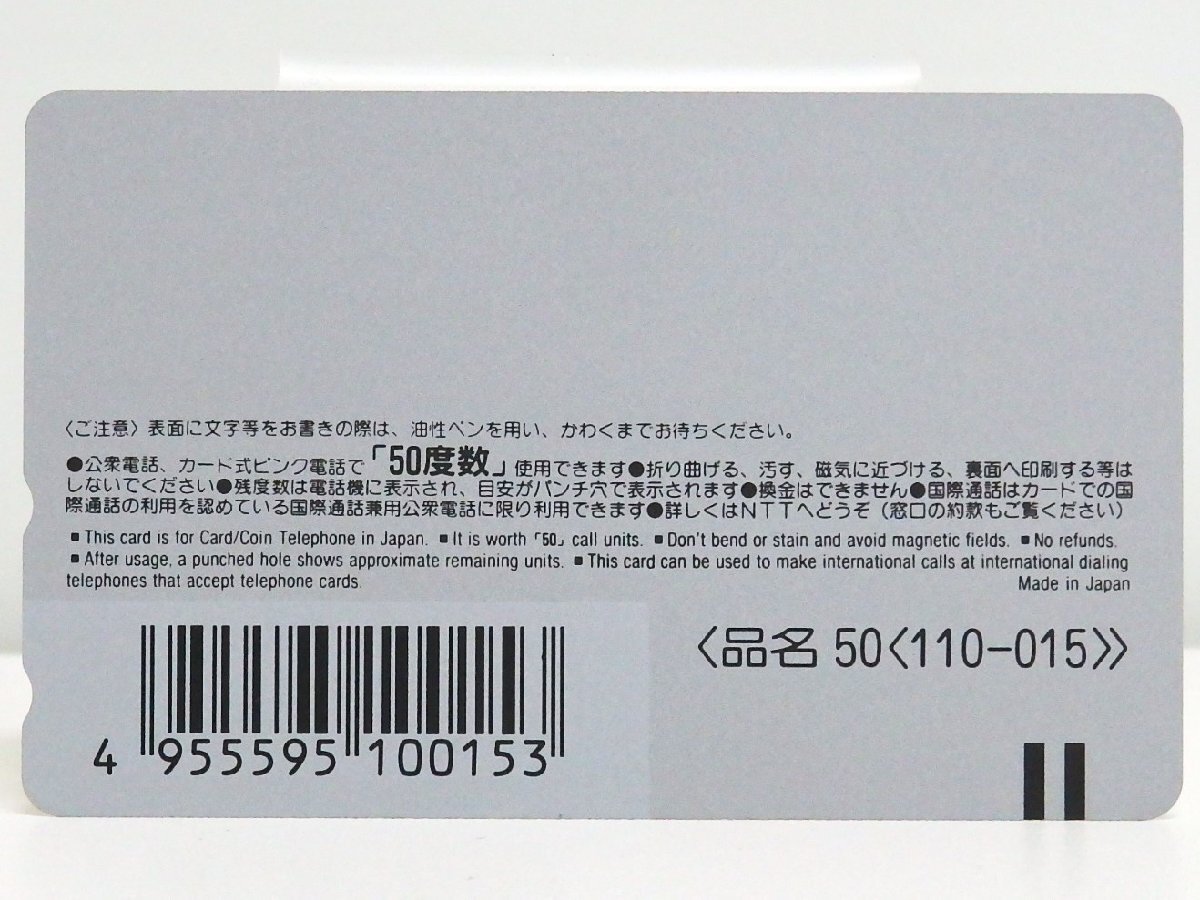 〈ご注意〉表面に文字等をお書きの際は、油性ペンを用い、かわくまでお待ちください。
●公衆電話、カード式ピンク電話で「50度数」使用できます●折り曲げる、汚す、磁気に近づける、裏面へ印刷する等は
しないでください●残度数は電話機に表示され、目安がパンチ穴で表示されます●換金はできません●国際通話はカードでの国
際通話の利用を認めている国際通話兼用公衆電話に限り利用できます●詳しくはNTTへどうぞ（窓口の約款もご覧ください）
■This card is for Card/Coin Telephone in Japan. ■It is worth「50」call units. ■Don't bend or stain and avoid magnetic fields. ■No refunds.
■After usage, a punched hole shows approximate remaining units. ■This card can be used to make international calls at international dialing
telephones that accept telephone cards.
Made in Japan
〈品名 50〈110-015〉〉
4 955595 100153